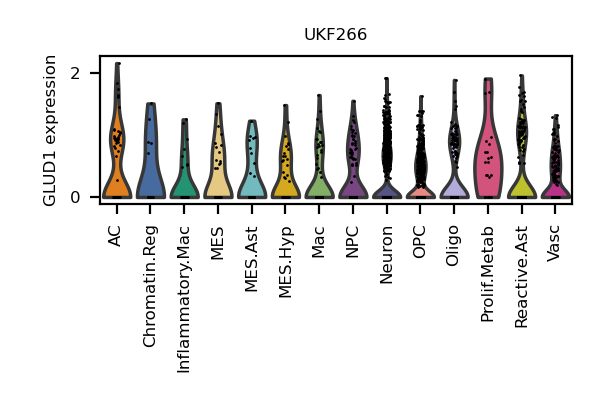 UKF266
GLUD1 expression
2
0
AC
Chromatin.Reg
Inflammatory.Mac
MES
MES.Ast
MES.Hyp
Mac
NPC
Neuron
OPC
Oligo
Prolif.Metab
Reactive.Ast
Vasc